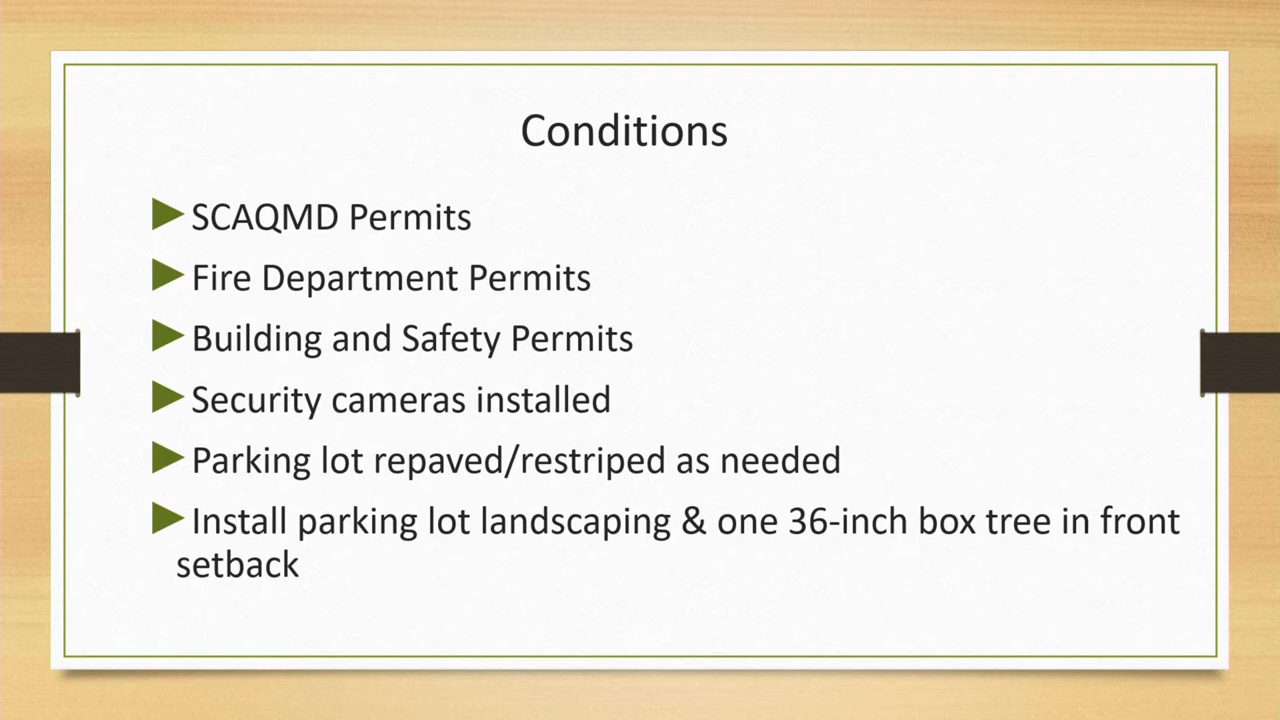 Conditions
SCAQMD Permits
Fire Department Permits
Building and Safety Permits
Security cameras installed
Parking lot repaved/restriped as needed
Install parking lot landscaping & one 36-inch box tree in front
setback